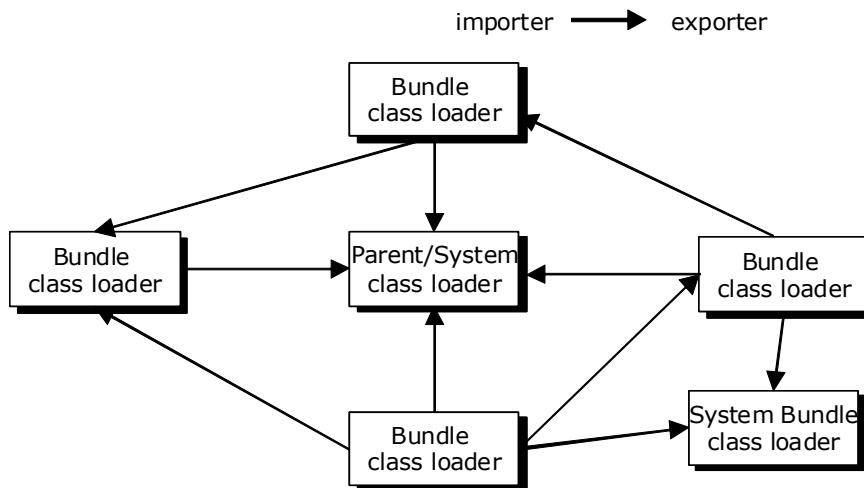 importer exporter
Bundle
class loader
Bundle
class loader
Parent/System
class loader
Bundle
class loader
Bundle
class loader
System Bundle
class loader